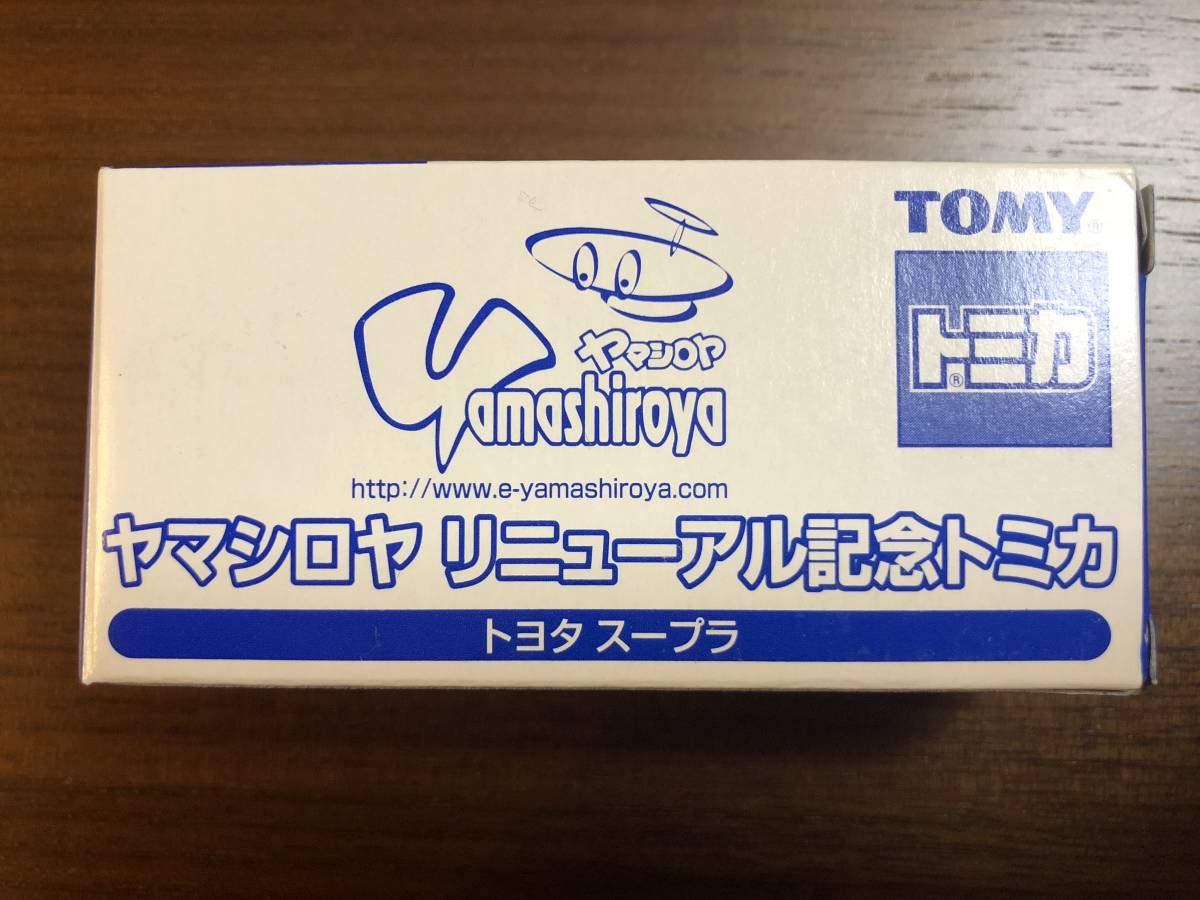 TOMY®
トミカ®
ヤマシロヤ
Yamashiroya
http://www.e-yamashiroya.com
ヤマシロヤ リニューアル記念トミカ
トヨタ スープラ